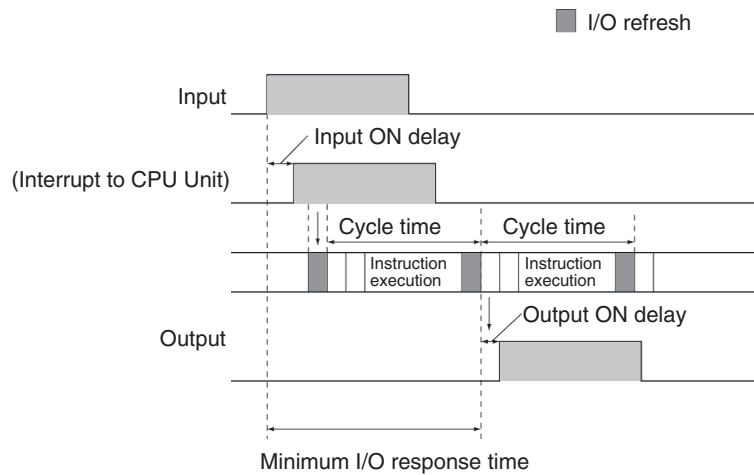 I/O refresh
Input
Input ON delay
(Interrupt to CPU Unit)
Cycle time
Cycle time
Instruction
execution
Instruction
execution
Output ON delay
Output
Minimum I/O response time